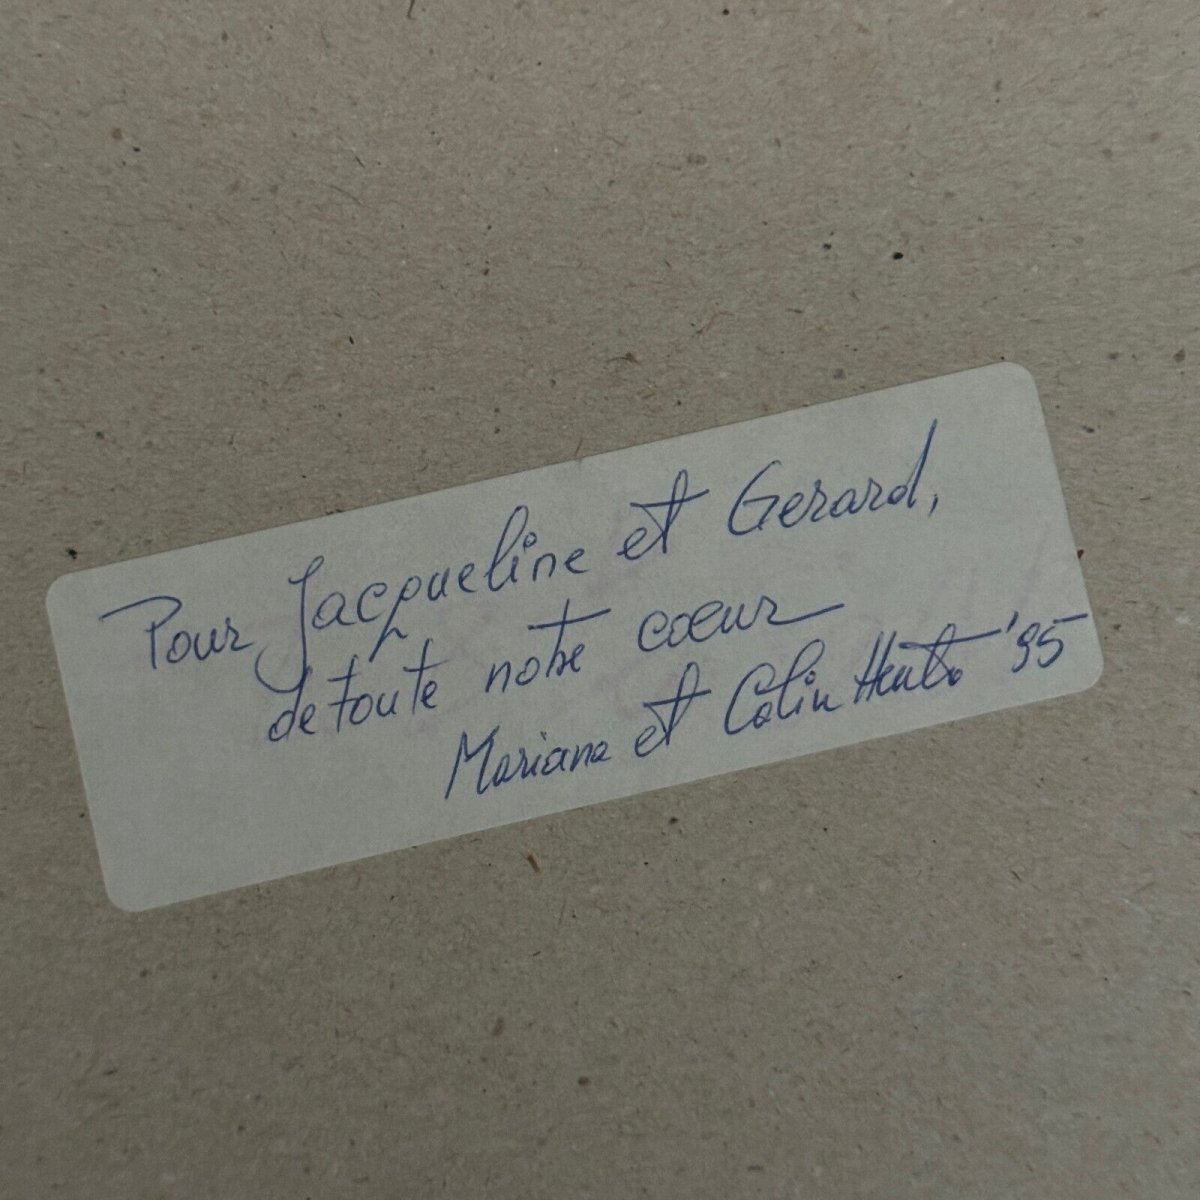 Pour Jacqueline et Gerard,
de toute notre cœur
Mariana et Colin '95